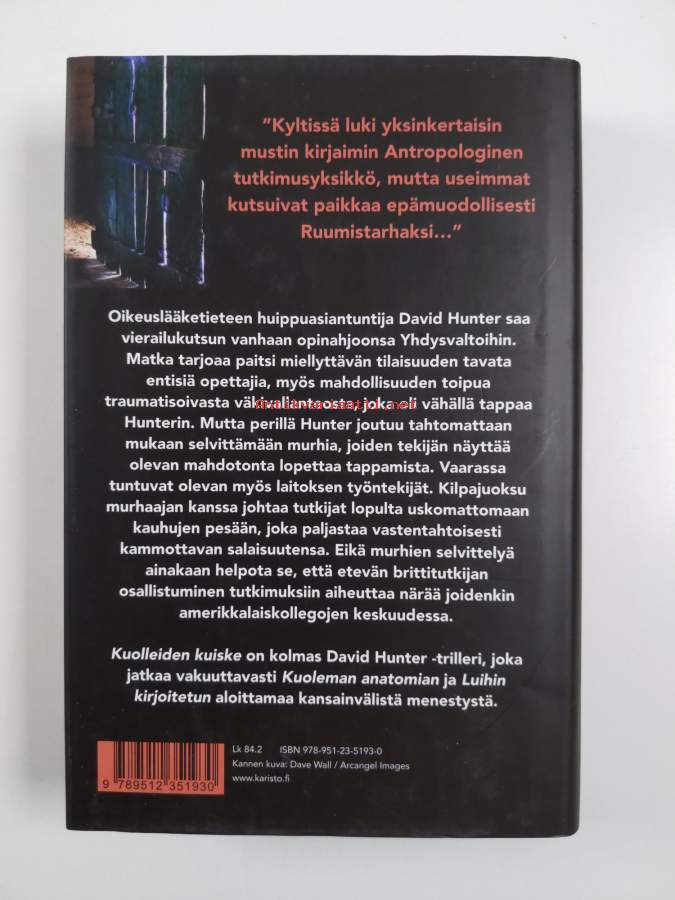 ”Kyltissä luki yksinkertaisin
mustin kirjaimin Antropologinen
tutkimusyksikkö, mutta useimmat
kutsuivat paikkaa epämuodollisesti
Ruumistarhaksi...”
Oikeuslääketieteen huippuasiantuntija David Hunter saa
vierailukutsun vanhaan opinahjoonsa Yhdysvaltoihin.
Matka tarjoaa paitsi miellyttävän tilaisuuden tavata
entisiä opettajia, myös mahdollisuuden toipua
traumatisoivasta väkivallanteosta, joka oli vähällä tappaa
Hunterin. Mutta perillä Hunter joutuu tahtomattaan
mukaan selvittämään murhia, joiden tekijän näyttää
olevan mahdotonta lopettaa tappamista. Vaarassa
tuntuvat olevan myös laitoksen työntekijät. Kilpajuoksu
murhaajan kanssa johtaa tutkijat lopulta uskomattomaan
kauhujen pesään, joka paljastaa vastentahtoisesti
kammottavan salaisuutensa. Eikä murhien selvittelyä
ainakaan helpota se, että etevän brittitutkijan
osallistuminen tutkimuksiin aiheuttaa närää joidenkin
amerikkalaiskollegojen keskuudessa.
Kuolleiden kuiske on kolmas David Hunter -trilleri, joka
jatkaa vakuuttavasti Kuoleman anatomian ja Luihin
kirjoitetun aloittamaa kansainvälistä menestystä.
Lk 84.2 ISBN 978-951-23-5193-0
Kannen kuva: Dave Wall / Arcangel Images
www.karisto.fi
9 789512 351930